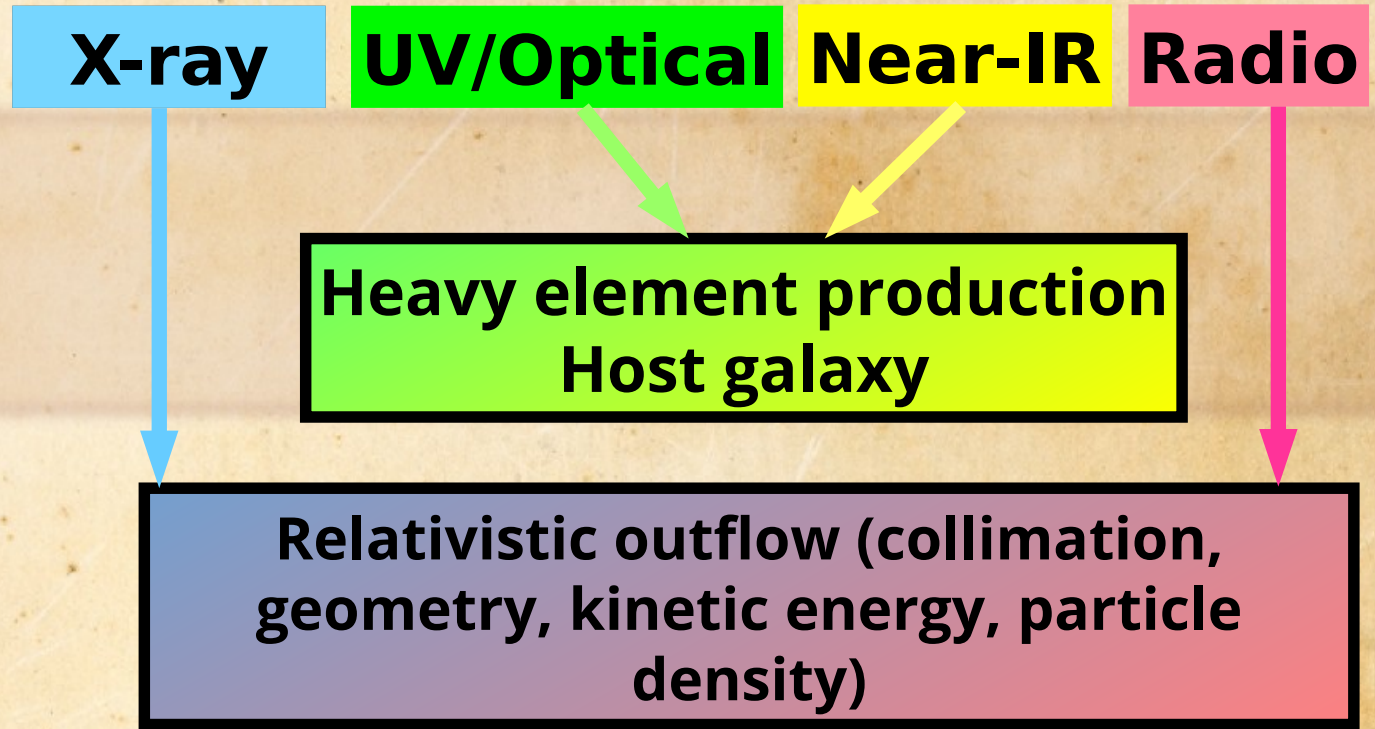 X-ray
UV/Optical
Near-IR
Radio
Heavy element production
Host galaxy
Relativistic outflow (collimation,
geometry, kinetic energy, particle
density)